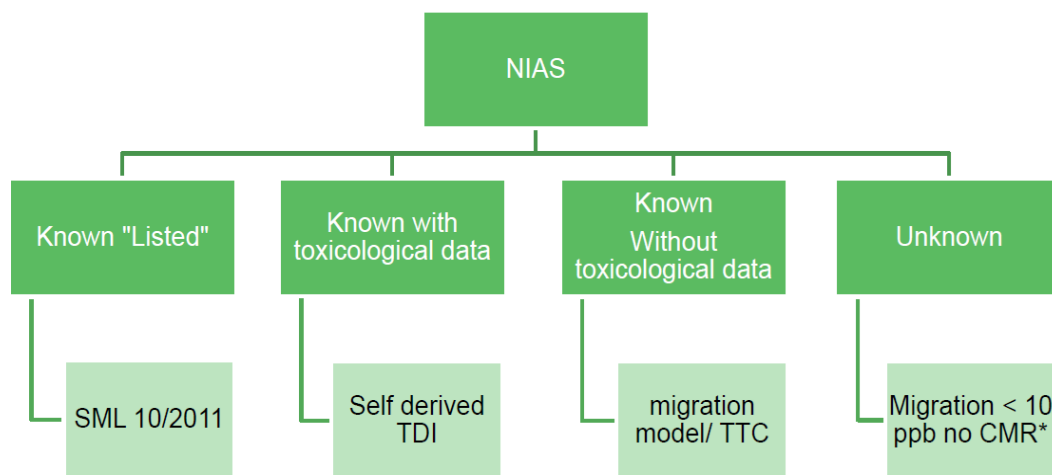 NIAS
Known "Listed"
Known with
toxicological data
Known
Without
toxicological data
Unknown
SML 10/2011
Self derived
TDI
migration
model/ TTC
Migration < 10
ppb no CMR*